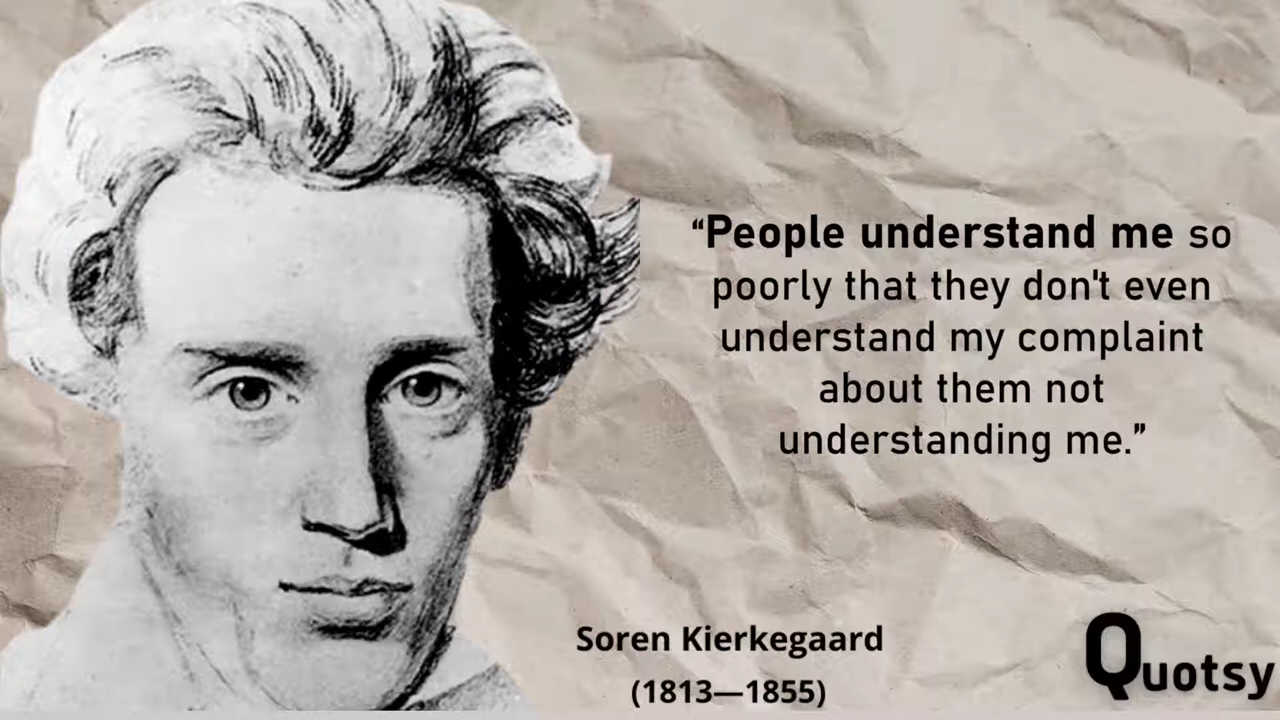 “People understand me so
poorly that they don't even
understand my complaint
about them not
understanding me.”
Soren Kierkegaard
(1813—1855)
Quotsy